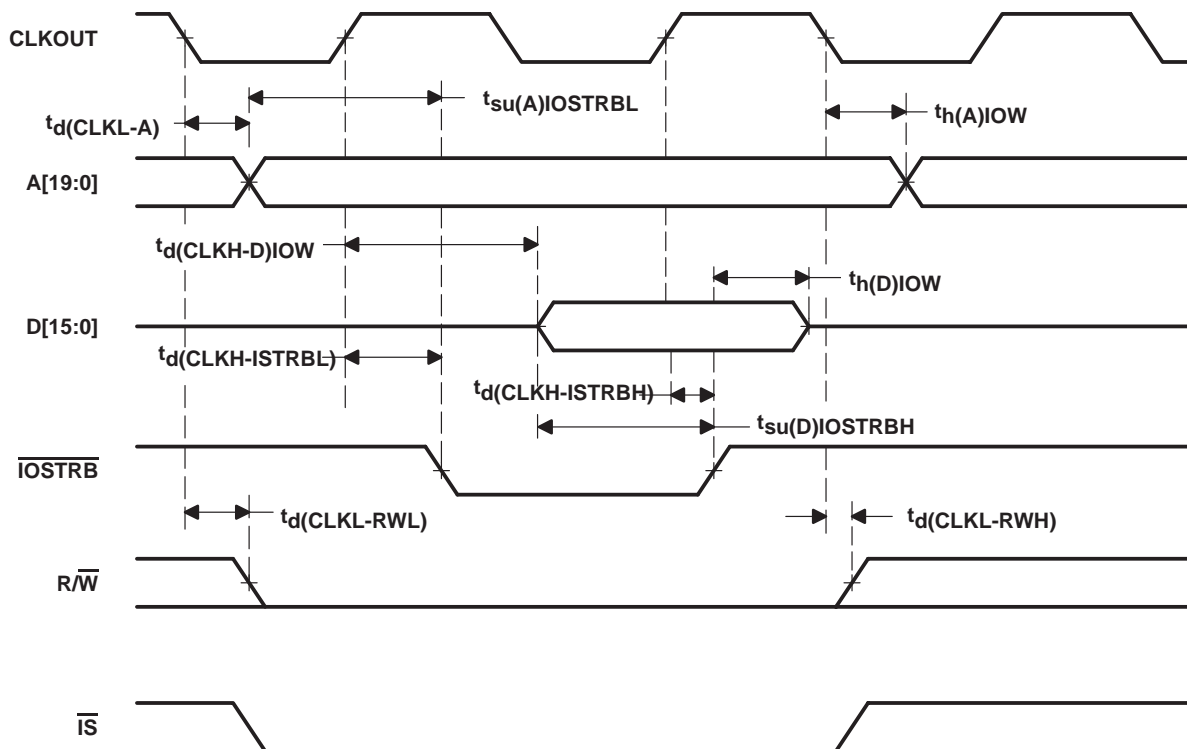 CLKOUT
tsu(A)IOSTRBL
td(CLKL-A)
th(A)IOW
A[19:0]
td(CLKH-D)IOW
th(D)IOW
D[15:0]
td(CLKH-ISTRBL)
td(CLKH-ISTRBH)
tsu(D)IOSTRBH
IOSTRB
td(CLKL-RWL)
td(CLKL-RWH)
R/W
IS